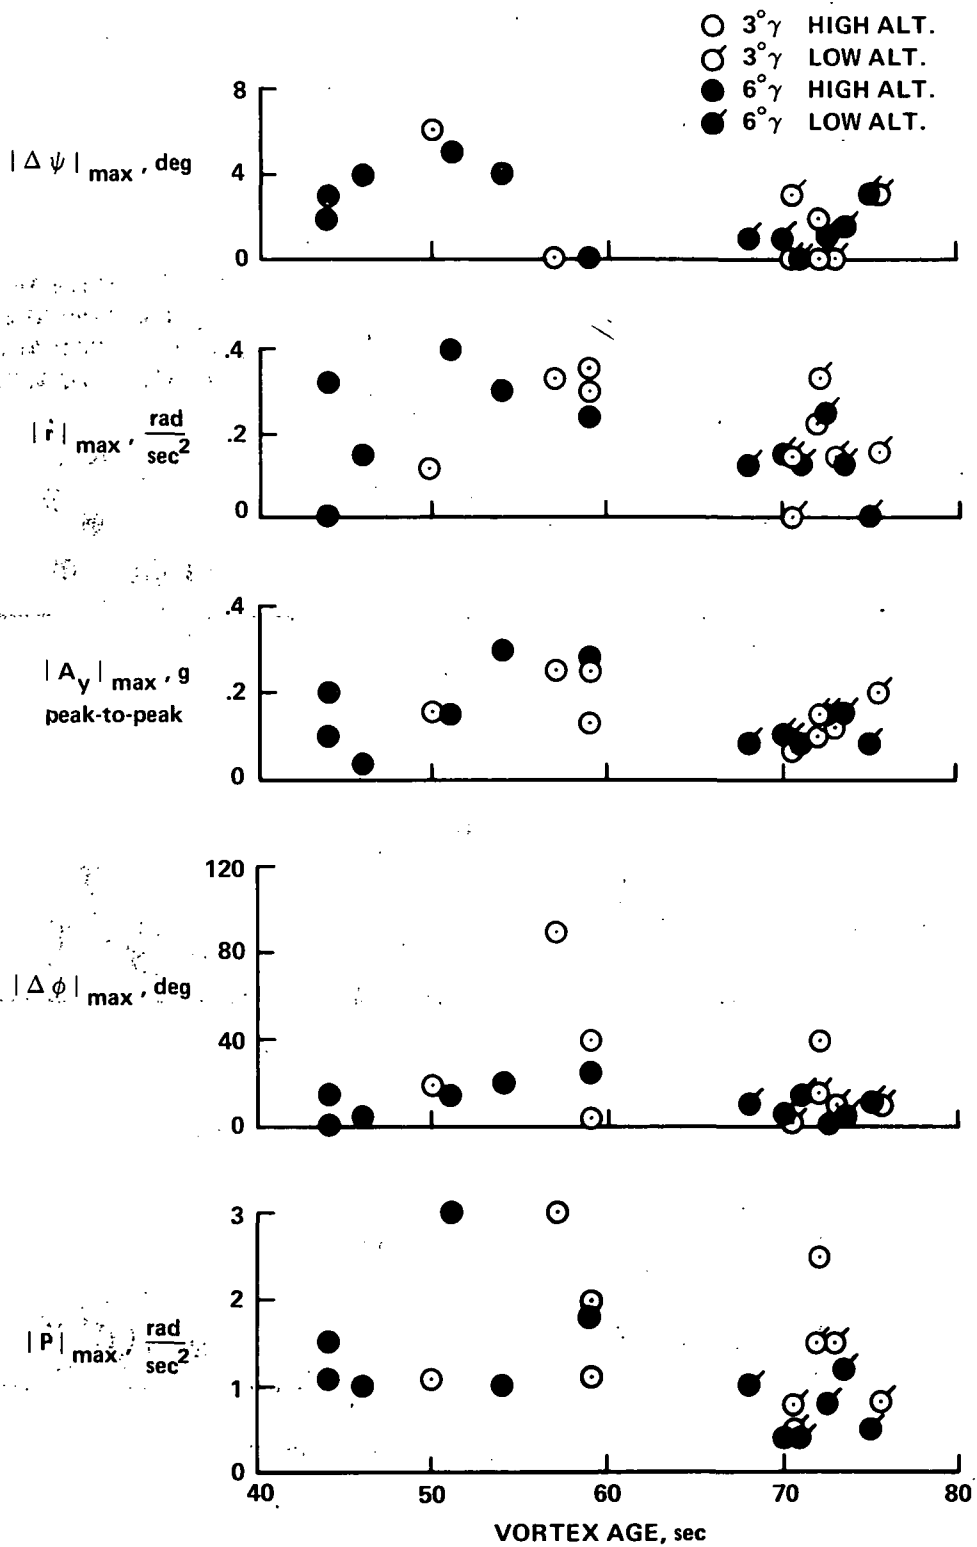 3°γ HIGH ALT.
3°γ LOW ALT.
6°γ HIGH ALT.
6°γ LOW ALT.
8
|Δ ψ| max, deg
4
0
.4
|ṙ| max, rad/sec²
.2
0
.4
|Ay| max, g
peak-to-peak
.2
0
120
80
|Δ φ| max, deg
40
0
3
2
|Ṗ| max, rad/sec²
1
0
40 50 60 70 80
VORTEX AGE, sec